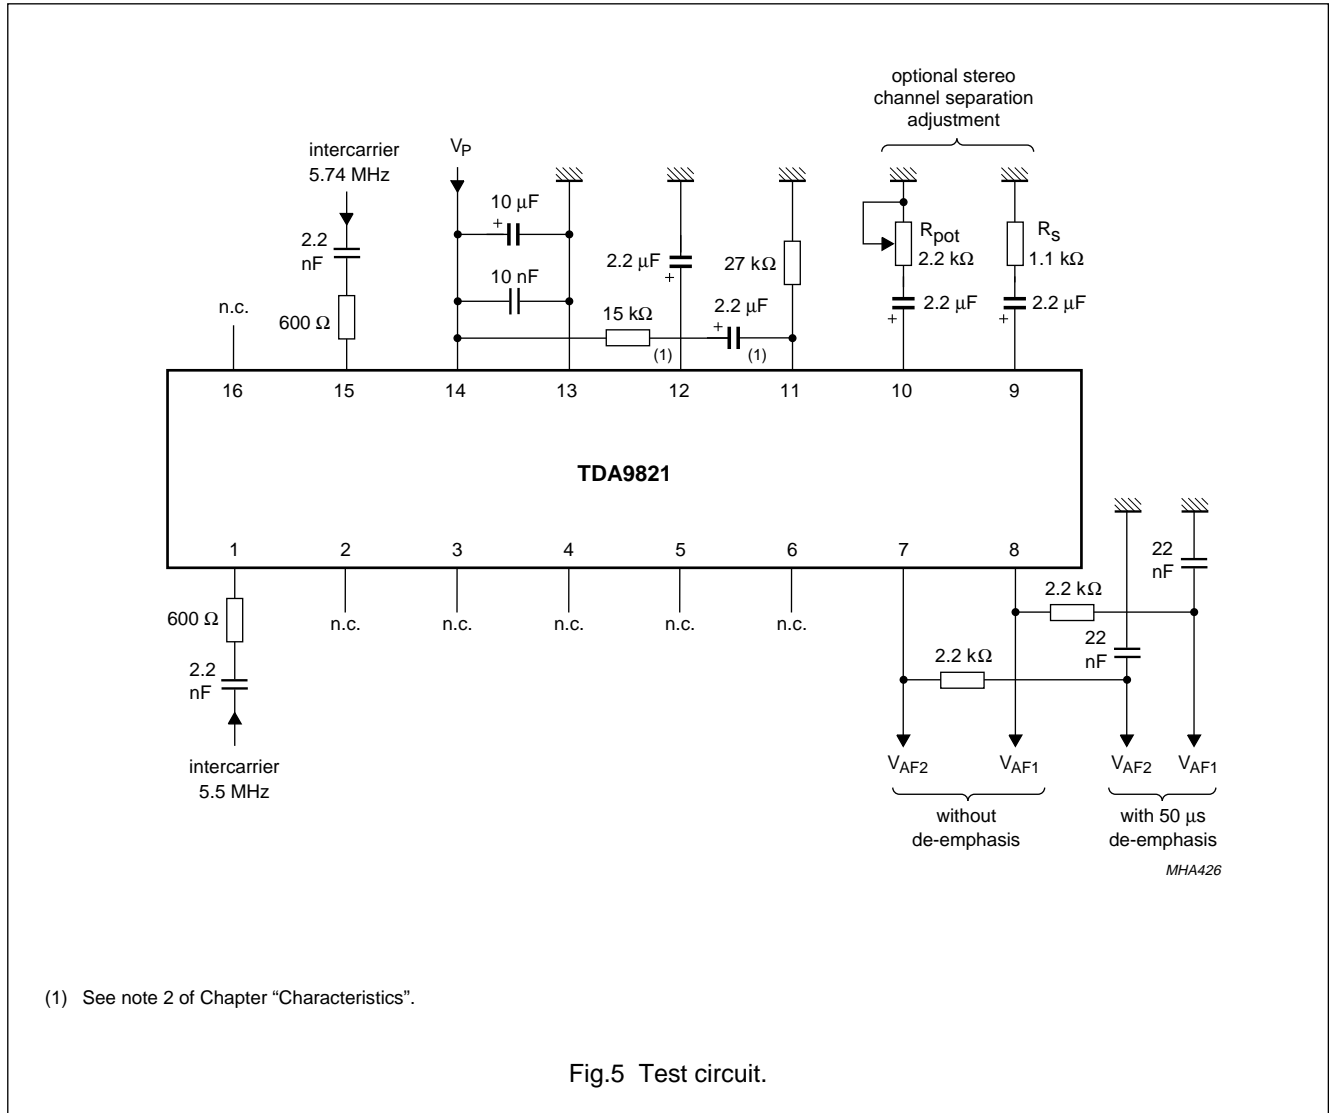 optional stereo
channel separation
adjustment
intercarrier
5.74 MHz
VP
10 μF
+
2.2
nF
10 nF
2.2 μF
+
27 kΩ
Rpot
2.2 kΩ
RS
1.1 kΩ
n.c.
600 Ω
15 kΩ
(1)
2.2 μF
+
(1)
2.2 μF
+
2.2 μF
+
16 15 14 13 12 11 10 9
TDA9821
1 2 3 4 5 6 7 8
600 Ω
2.2
nF
intercarrier
5.5 MHz
n.c. n.c. n.c. n.c. n.c.
22
nF
2.2 kΩ
22
nF
2.2 kΩ
VAF2 VAF1 VAF2 VAF1
without
de-emphasis
with 50 μs
de-emphasis
MHA426
(1) See note 2 of Chapter “Characteristics”.
Fig.5 Test circuit.